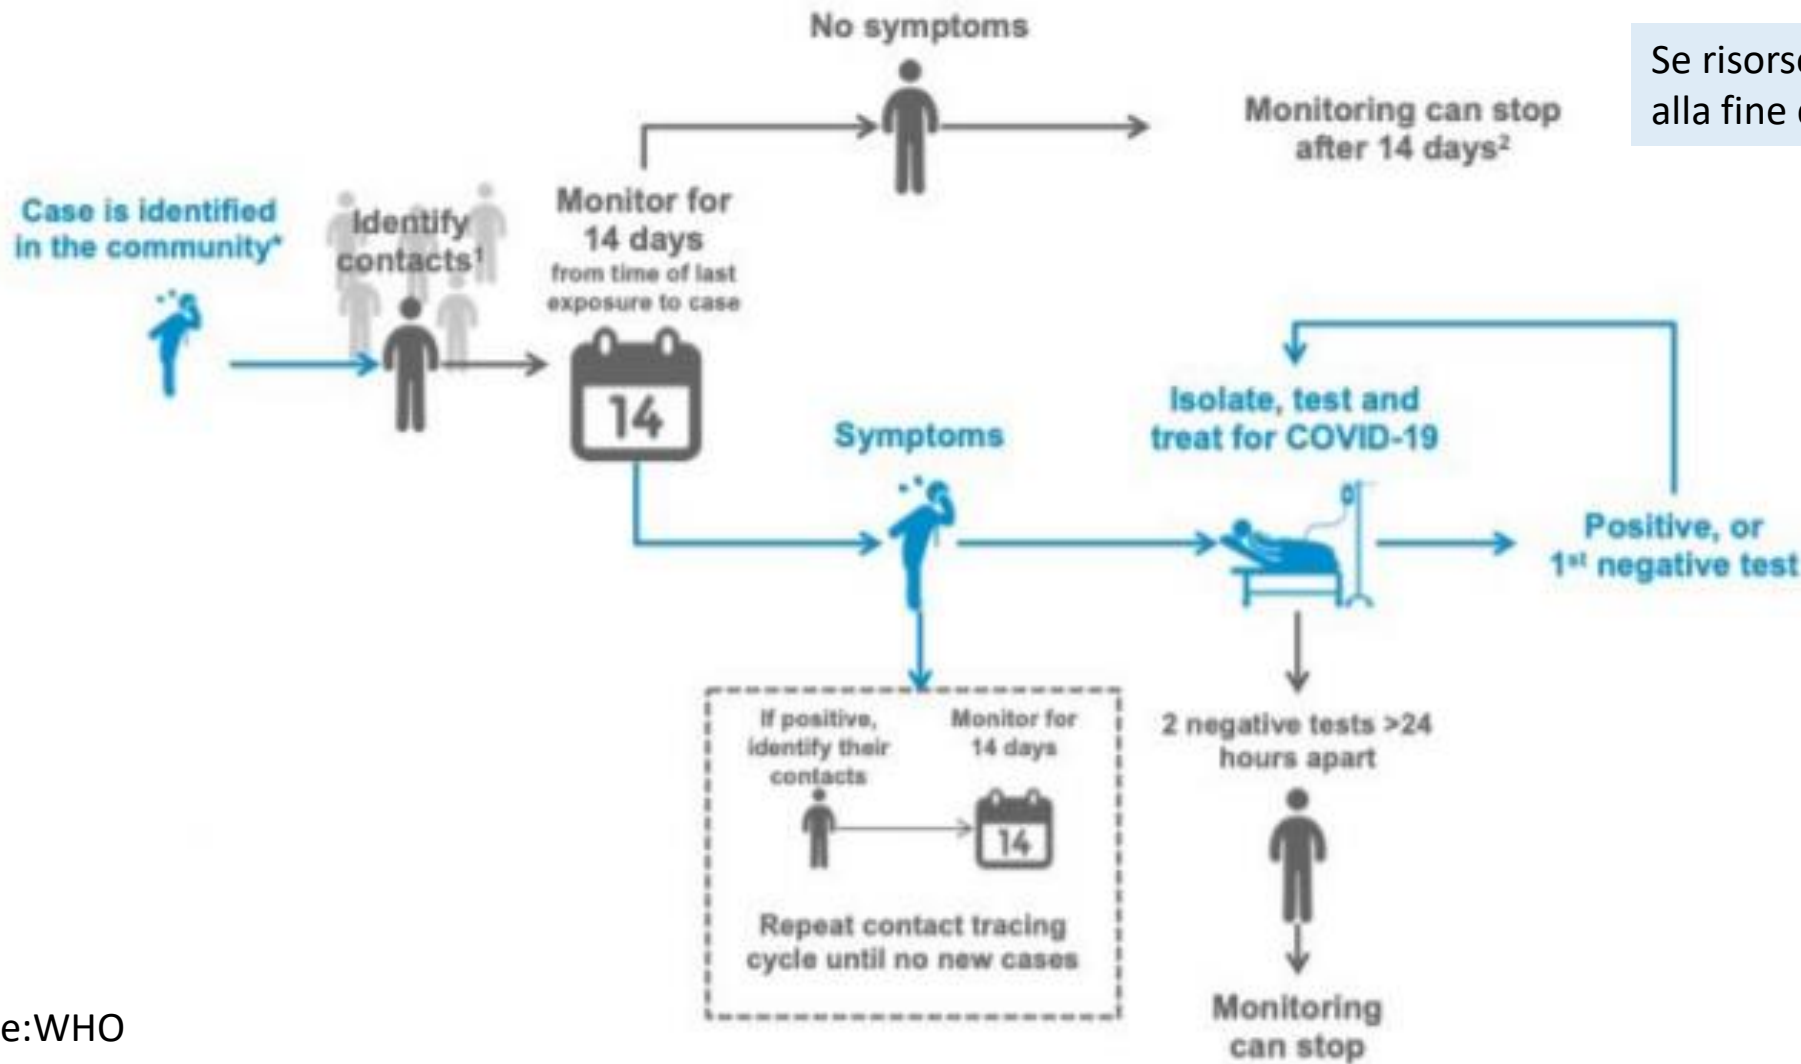 No symptoms
Se risorse
alla fine
Monitoring can stop
after 14 days²
Case is identified
in the community*
Identify
contacts¹
Monitor for
14 days
from time of last
exposure to case
14
Symptoms
Isolate, test and
treat for COVID-19
Positive, or
1st negative test
If positive,
identify their
contacts
Monitor for
14 days
14
Repeat contact tracing
cycle until no new cases
2 negative tests >24
hours apart
Monitoring
can stop
e:WHO